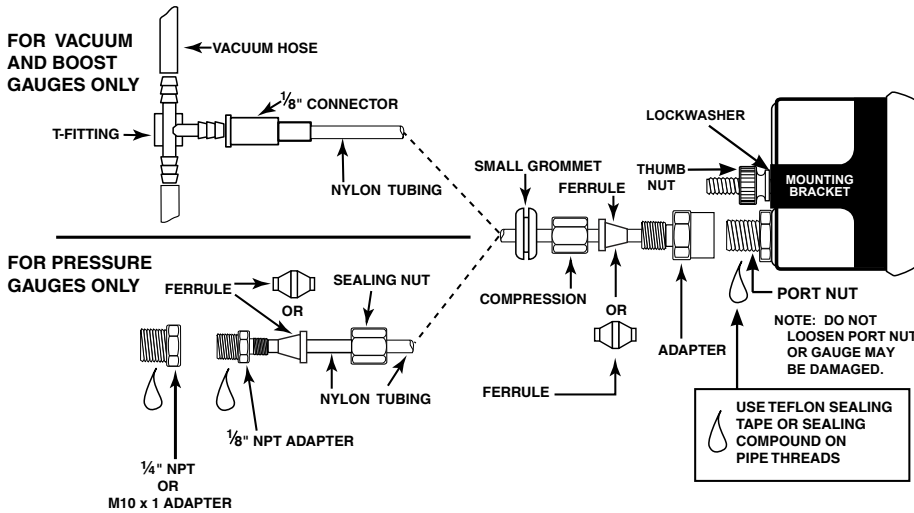 FOR VACUUM
AND BOOST
GAUGES ONLY
VACUUM HOSE
⅛" CONNECTOR
T-FITTING
NYLON TUBING
LOCKWASHER
SMALL GROMMET
FERRULE
THUMB
NUT
MOUNTING
BRACKET
FOR PRESSURE
GAUGES ONLY
FERRULE
OR
SEALING NUT
COMPRESSION
OR
ADAPTER
PORT NUT
NOTE: DO NOT
LOOSEN PORT NUT
OR GAUGE MAY
BE DAMAGED.
FERRULE
NYLON TUBING
⅛" NPT ADAPTER
¼" NPT
OR
M10 x 1 ADAPTER
USE TEFLON SEALING
TAPE OR SEALING
COMPOUND ON
PIPE THREADS